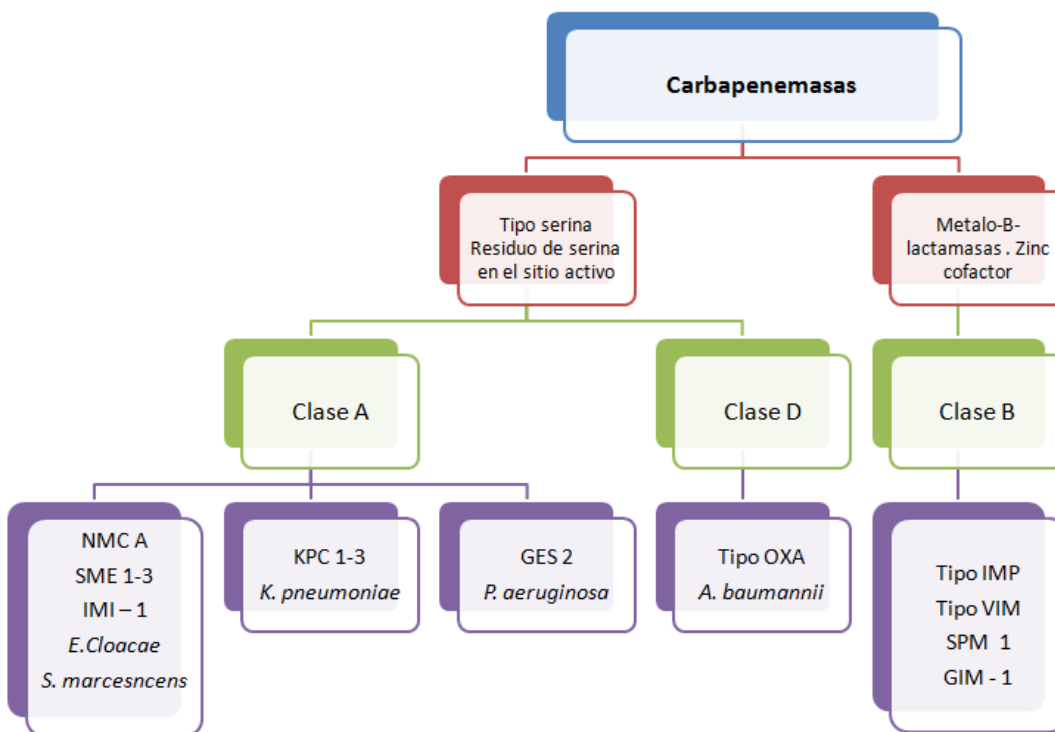 Carbapenemasas
Tipo serina
Residuo de serina
en el sitio activo
Metalo-B-
lactamasas . Zinc
cofactor
Clase A
Clase D
Clase B
NMC A
SME 1-3
IMI – 1
E.Cloacae
S. marcesncens
KPC 1-3
K. pneumoniae
GES 2
P. aeruginosa
Tipo OXA
A. baumannii
Tipo IMP
Tipo VIM
SPM 1
GIM - 1